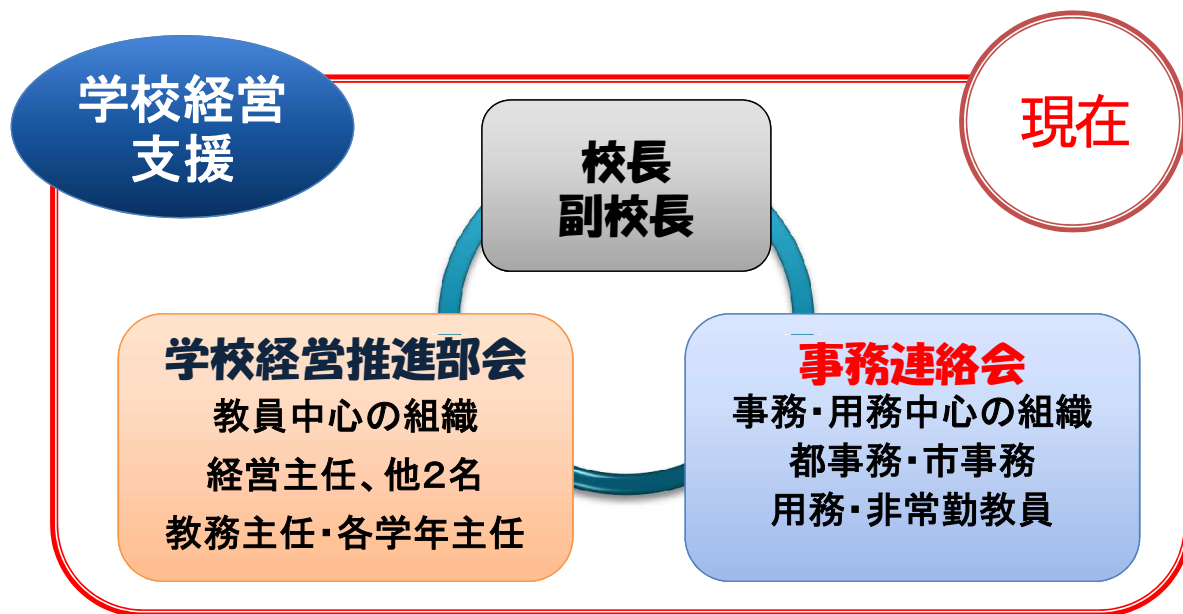 学校経営
支援
現在
校長
副校長
学校経営推進部会
教員中心の組織
経営主任、他2名
教務主任・各学年主任
事務連絡会
事務・用務中心の組織
都事務・市事務
用務・非常勤教員